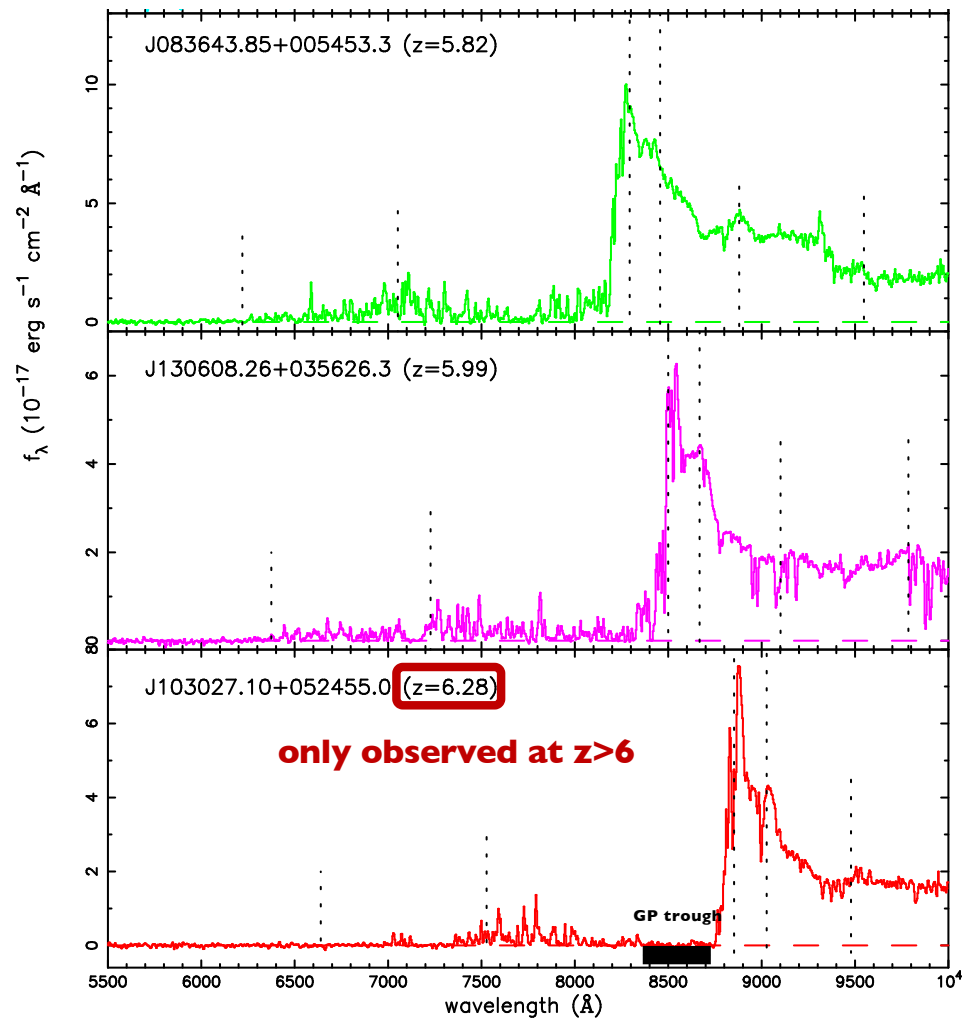 J083643.85+005453.3 (z=5.82)
10
5
0
f_λ (10⁻¹⁷ erg s⁻¹ cm⁻² Å⁻¹)
J130608.26+035626.3 (z=5.99)
6
4
2
0
8
J103027.10+052455.0 (z=6.28)
only observed at z>6
6
4
2
0
GP trough
5500 6000 6500 7000 7500 8000 8500 9000 9500 10⁴
wavelength (Å)